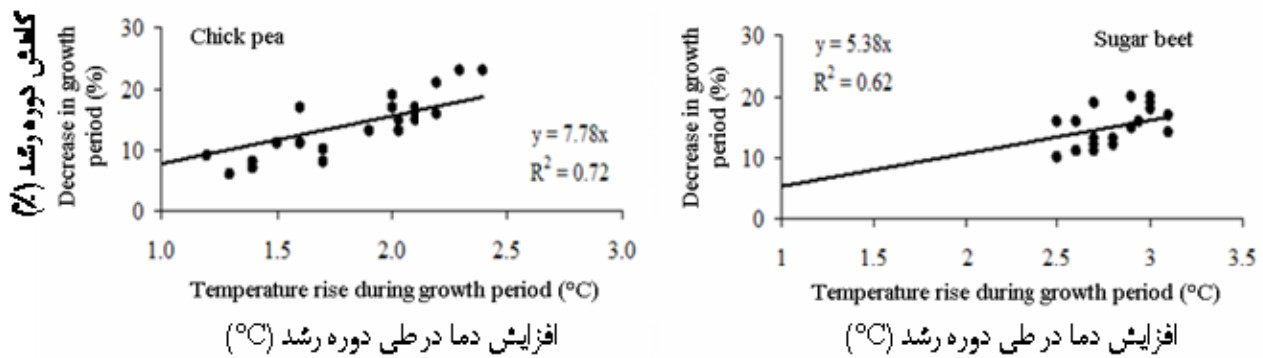 کاهش دوره رشد (٪)
Decrease in growth
period (%)
30
20
10
0
Chick pea
y = 7.78x
R² = 0.72
1.0 1.5 2.0 2.5 3.0
Temperature rise during growth period (°C)
افزایش دما در طی دوره رشد (°C)
Decrease in growth
period (%)
30
20
10
0
y = 5.38x
R² = 0.62
Sugar beet
1 1.5 2 2.5 3 3.5
Temperature rise during growth period (°C)
افزایش دما در طی دوره رشد (°C)